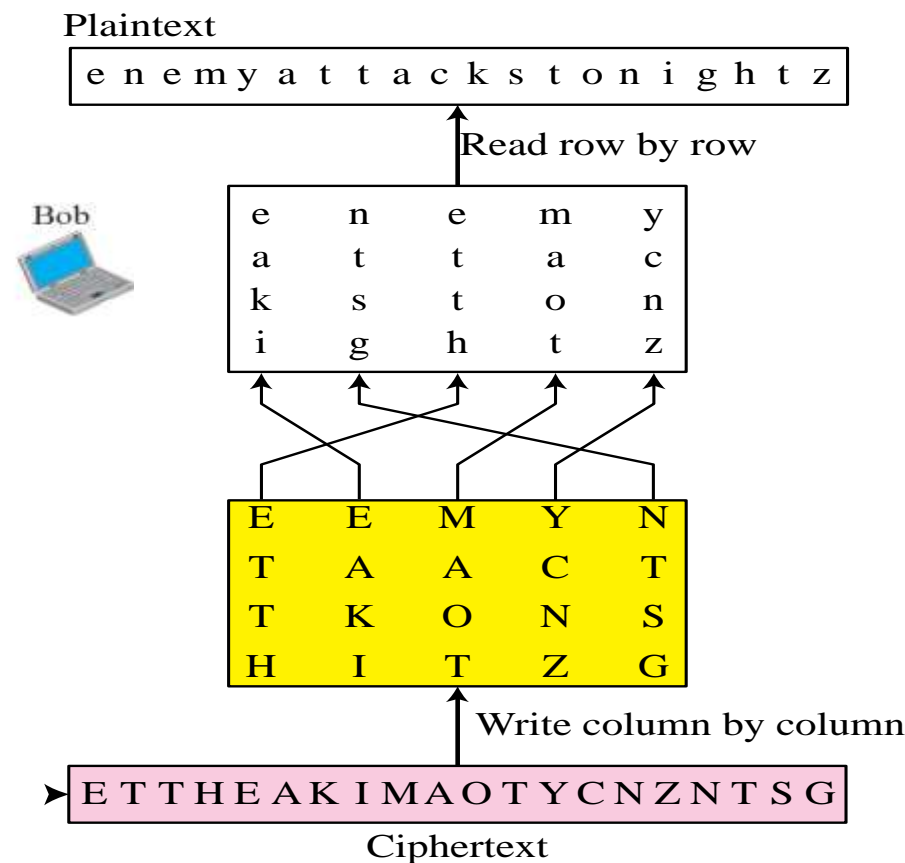 Plaintext
e n e m y a t t a c k s t o n i g h t z
Read row by row
Bob
e n e m y
a t t a c
k s t o n
i g h t z
E E M Y N
T A A C T
T K O N S
H I T Z G
Write column by column
E T T H E A K I M A O T Y C N Z N T S G
Ciphertext